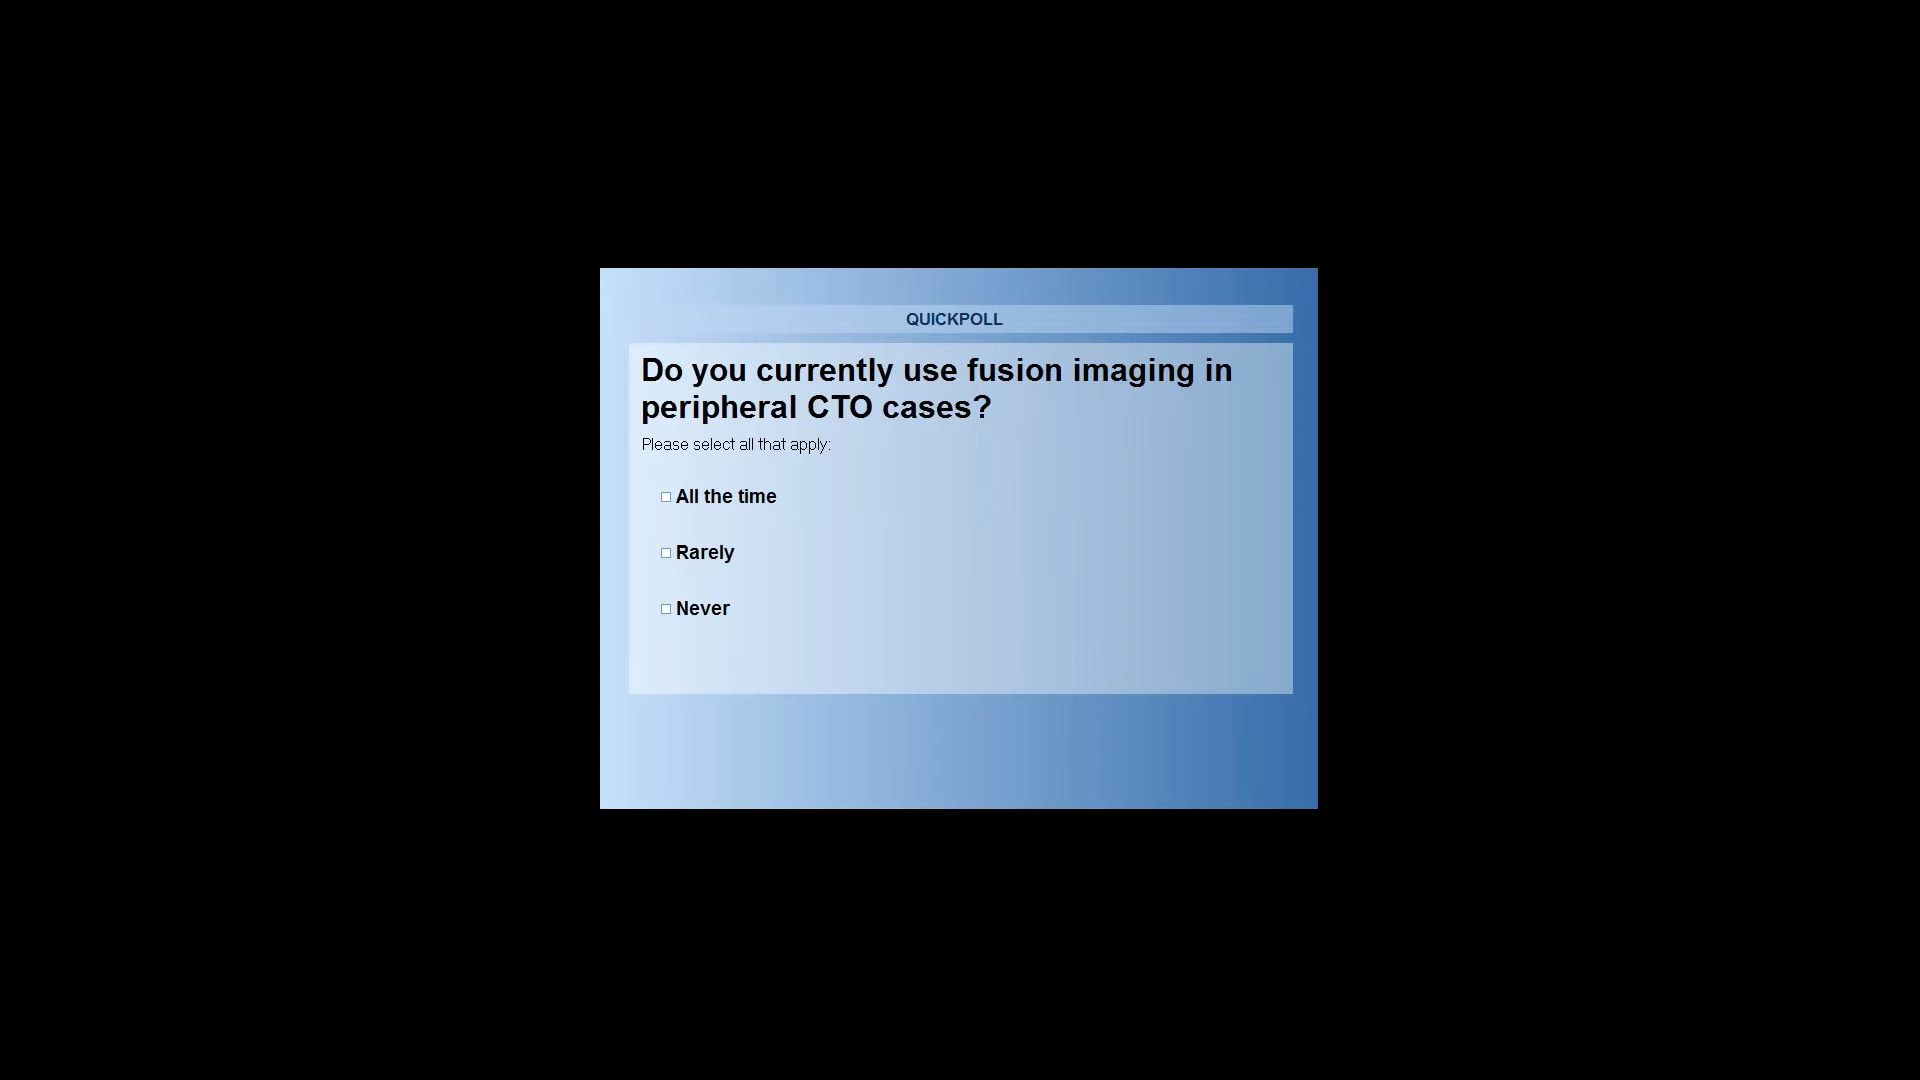 QUICKPOLL
Do you currently use fusion imaging in
peripheral CTO cases?
Please select all that apply:
All the time
Rarely
Never